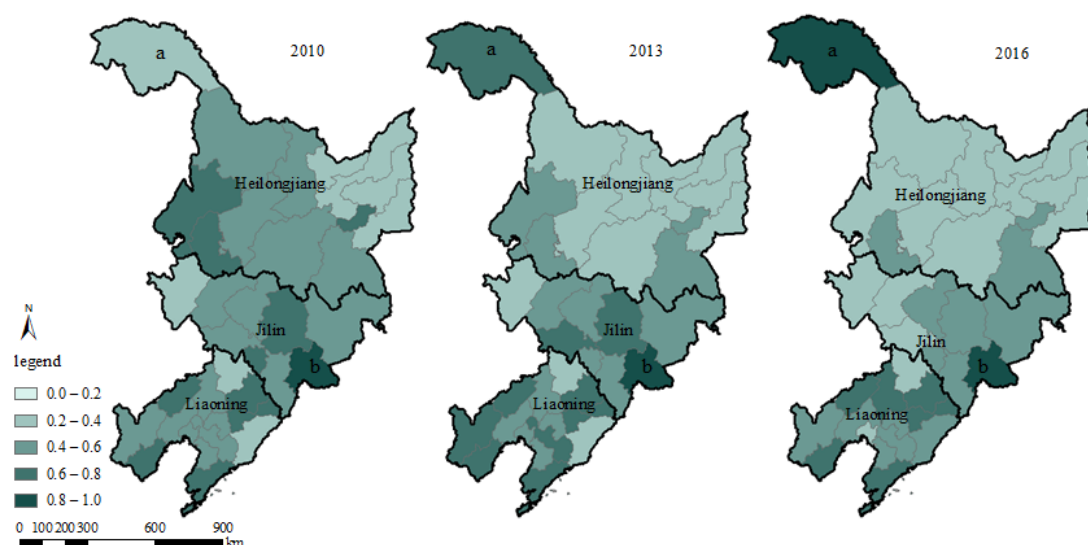 2010
2013
2016
a
a
a
Heilongjiang
Heilongjiang
Heilongjiang
N
Jilin
Jilin
Jilin
legend
b
b
b
0.0 – 0.2
0.2 – 0.4
Liaoning
Liaoning
Liaoning
0.4 – 0.6
0.6 – 0.8
0.8 – 1.0
0 100 200 300 600 900
km